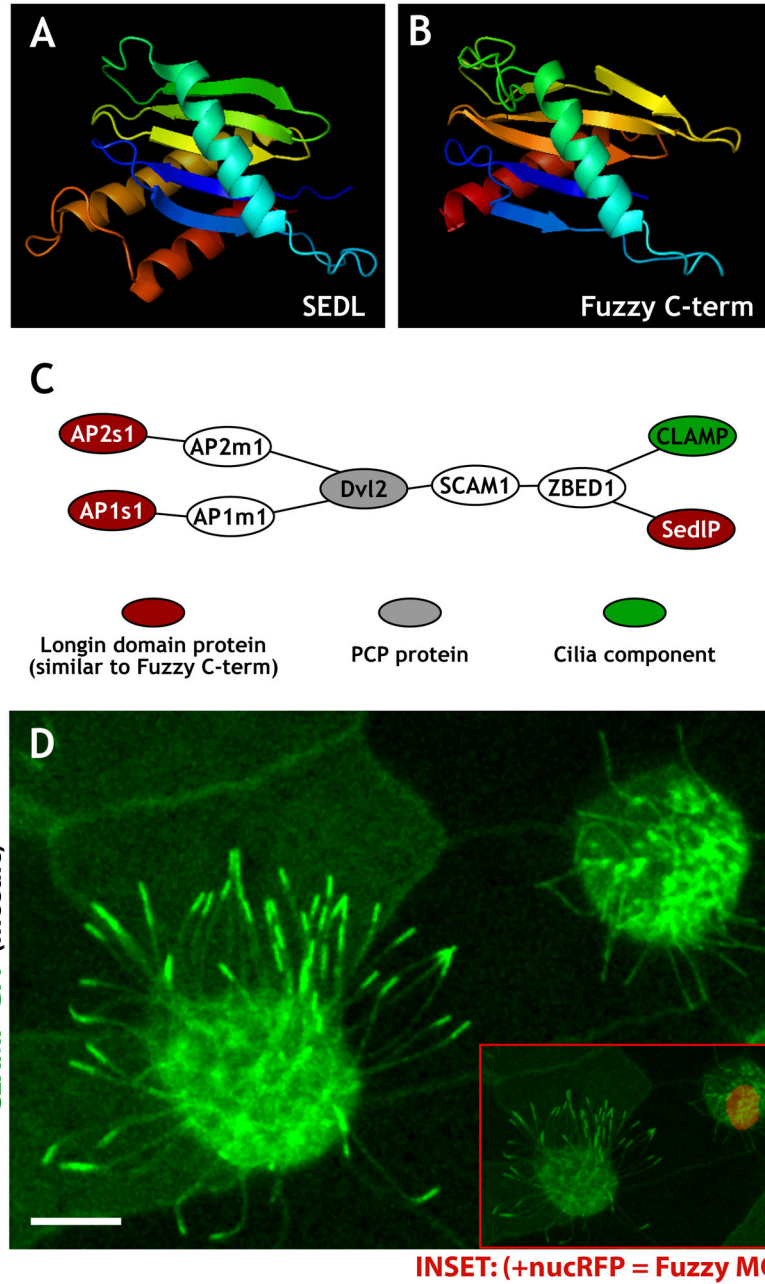 A
SEDL
B
Fuzzy C-term
C
AP2s1
AP2m1
AP1s1
AP1m1
Dvl2
SCAM1
ZBED1
CLAMP
SedlP
Longin domain protein
(similar to Fuzzy C-term)
PCP protein
Cilia component
D
INSET: (+nucRFP = Fuzzy